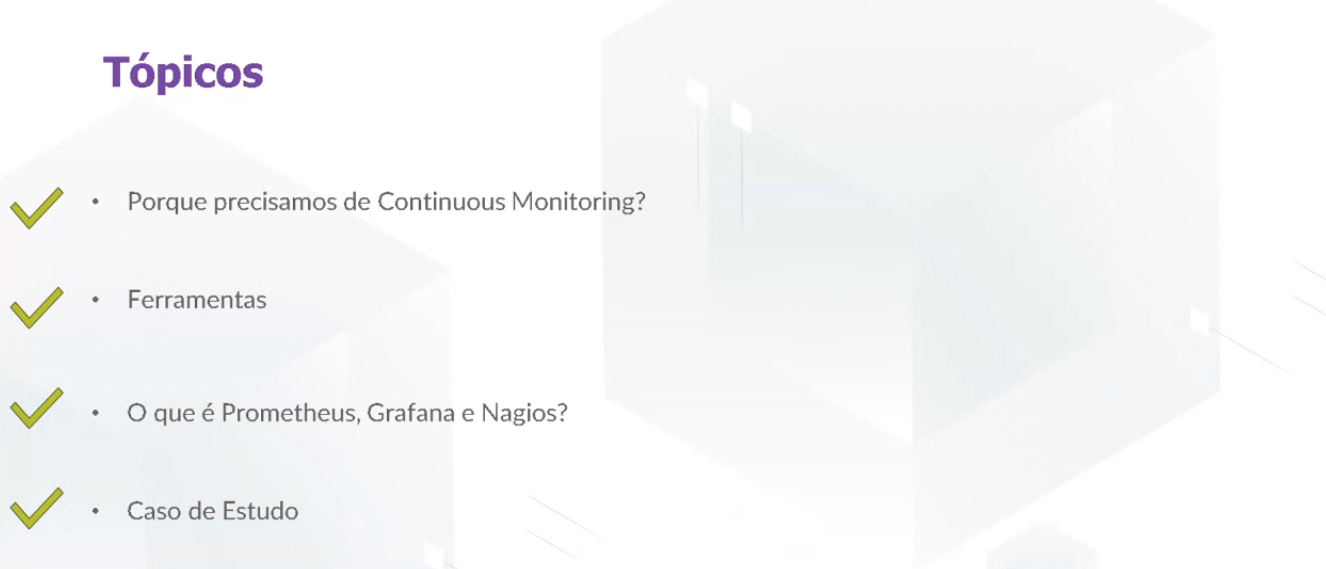 Tópicos
• Porque precisamos de Continuous Monitoring?
• Ferramentas
• O que é Prometheus, Grafana e Nagios?
• Caso de Estudo